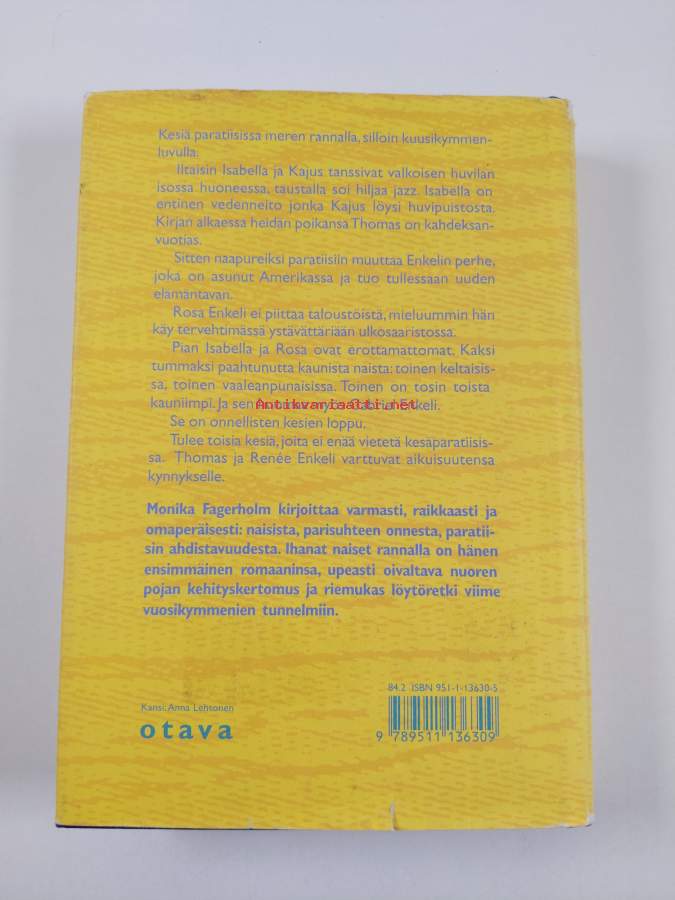 Kesiä paratiisissa meren rannalla, silloin kuusikymmen-
luvulla.
Iltaisin Isabella ja Kajus tanssivat valkoisen huvilan
isossa huoneessa, taustalla soi hiljaa jazz. Isabella on
entinen vedenneito jonka Kajus löysi huvipuistosta.
Kirjan alkaessa heidän poikansa Thomas on kahdeksan-
vuotias.
Sitten naapureiksi paratiisiin muuttaa Enkelin perhe,
joka on asunut Amerikassa ja tuo tullessaan uuden
elämäntavan.
Rosa Enkeli ei piittaa taloustöistä, mieluummin hän
käy tervehtimässä ystävättäriään ulkosaaristossa.
Pian Isabella ja Rosa ovat erottamattomat. Kaksi
tummaksi paahtunutta kaunista naista: toinen keltaisis-
sa, toinen vaaleanpunaisissa. Toinen on tosin toista
kauniimpi. Ja sen Enkeli.
Antikvariaatti.net
Se on onnellisten kesien loppu.
Tulee toisia kesiä, joita ei enää vietetä kesäparatiisis-
sa. Thomas ja Renée Enkeli varttuvat aikuisuutensa
kynnykselle.
Monika Fagerholm kirjoittaa varmasti, raikkaasti ja
omaperäisesti: naisista, parisuhteen onnesta, paratii-
sin ahdistavuudesta. Ihanat naiset rannalla on hänen
ensimmäinen romaaninsa, upeasti oivaltava nuoren
pojan kehityskertomus ja riemukas löytöretki viime
vuosikymmenien tunnelmiin.
84.2 ISBN 951-1-13630-5
Kansi: Anna Lehtonen
otava
9 789511 136309